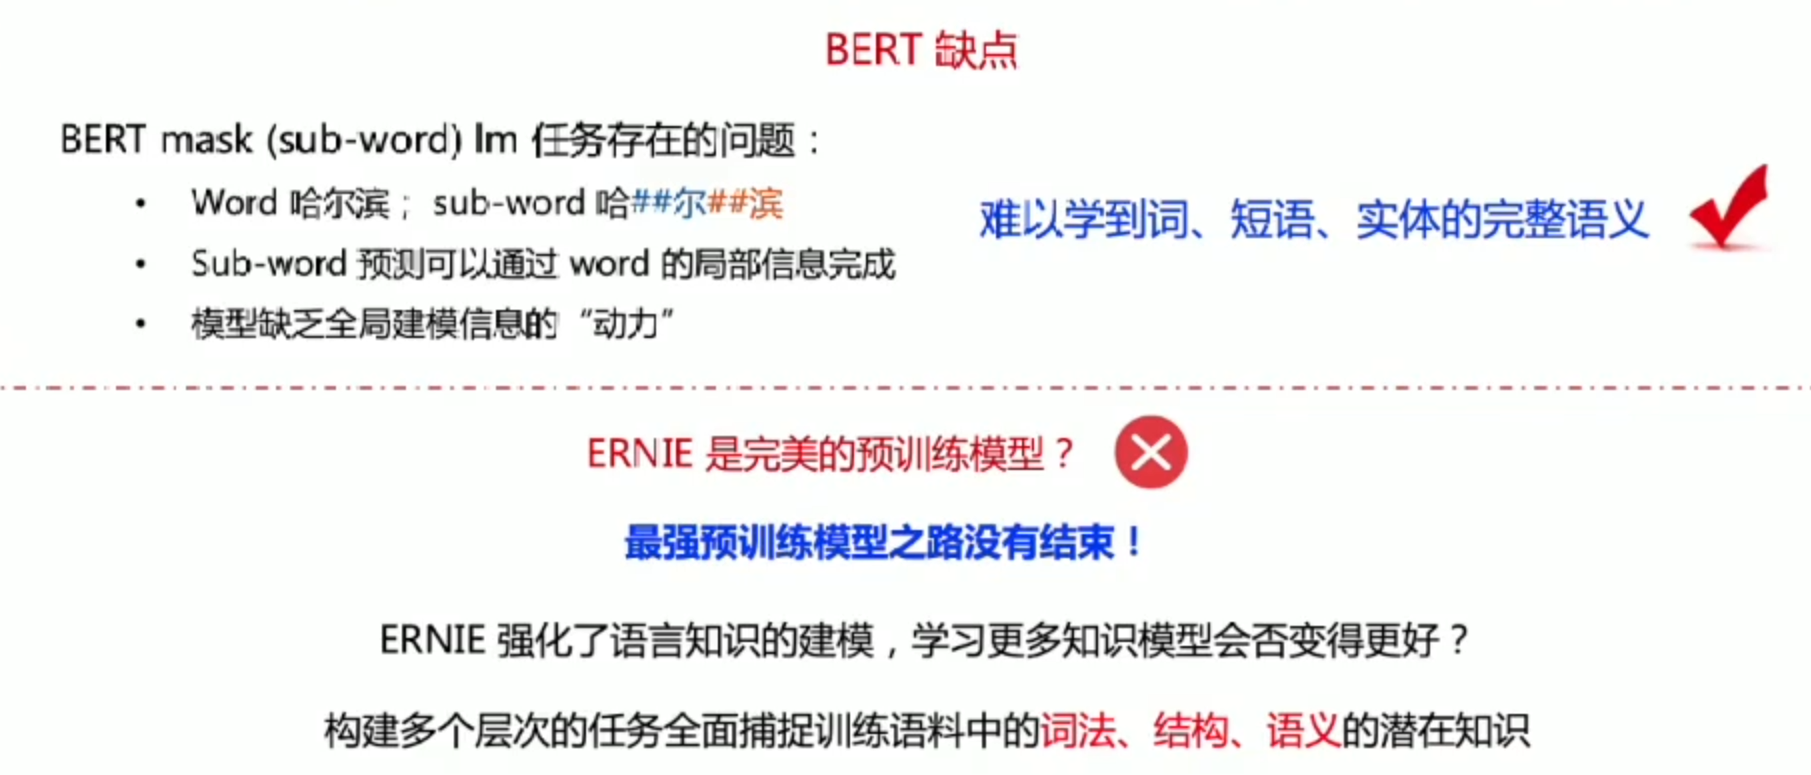 BERT 缺点
BERT mask (sub-word) lm 任务存在的问题：
• Word 哈尔滨； sub-word 哈##尔##滨
• Sub-word 预测可以通过 word 的局部信息完成
• 模型缺乏全局建模信息的“动力”
难以学到词、短语、实体的完整语义
ERNIE 是完美的预训练模型？
最强预训练模型之路没有结束！
ERNIE 强化了语言知识的建模，学习更多知识模型会否变得更好？
构建多个层次的任务全面捕捉训练语料中的词法、结构、语义的潜在知识